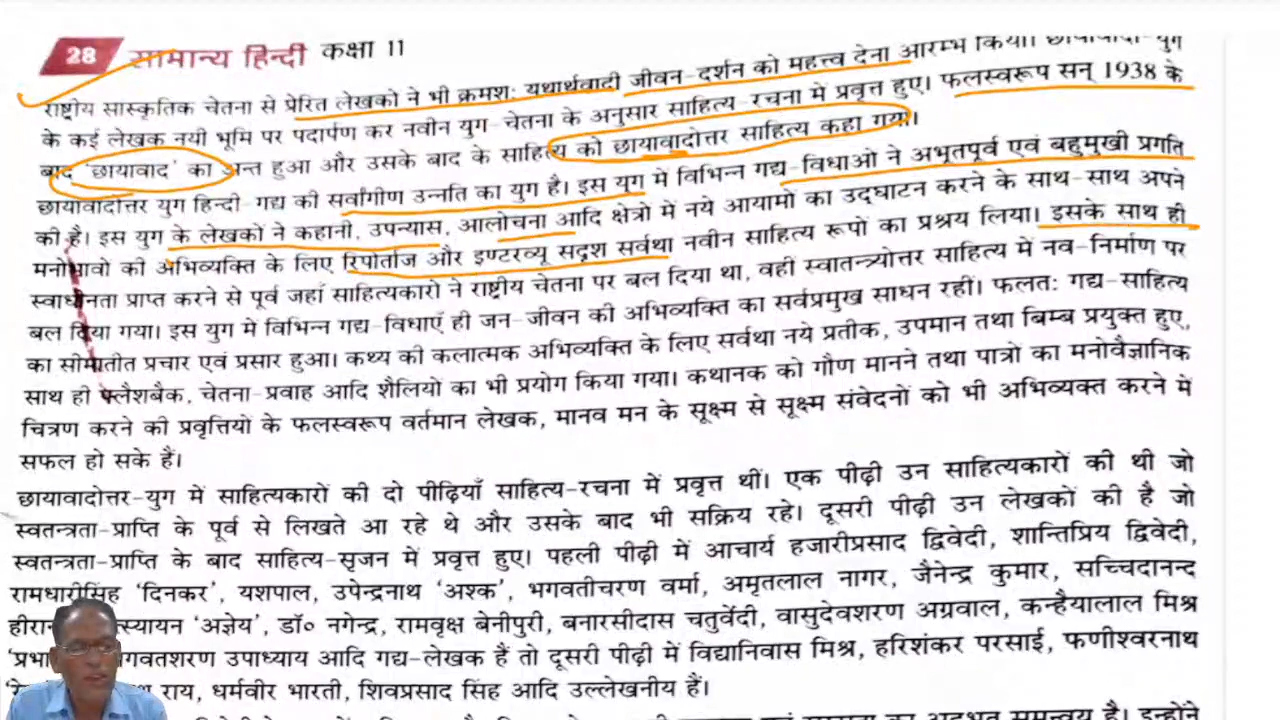 28 सामान्य हिन्दी कक्षा 11
राष्ट्रीय सांस्कृतिक चेतना से प्रेरित लेखकों ने भी क्रमशः यथार्थवादी जीवन-दर्शन को महत्त्व देना आरम्भ किया। छायावादी-युग
के कई लेखक नयी भूमि पर पदार्पण कर नवीन युग-चेतना के अनुसार साहित्य-रचना में प्रवृत्त हुए। फलस्वरूप सन् 1938 के
बाद 'छायावाद' का अन्त हुआ और उसके बाद के साहित्य को छायावादोत्तर साहित्य कहा गया।
छायावादोत्तर युग हिन्दी-गद्य की सर्वांगीण उन्नति का युग है। इस युग में विभिन्न गद्य-विधाओं ने अभूतपूर्व एवं बहुमुखी प्रगति
की है। इस युग के लेखकों ने कहानी, उपन्यास, आलोचना आदि क्षेत्रों में नये आयामों का उद्घाटन करने के साथ-साथ अपने
मनोभावों की अभिव्यक्ति के लिए रिपोर्ताज और इण्टरव्यू सदृश सर्वथा नवीन साहित्य रूपों का प्रश्रय लिया। इसके साथ ही
स्वाधीनता प्राप्त करने से पूर्व जहाँ साहित्यकारों ने राष्ट्रीय चेतना पर बल दिया था, वहीं स्वातन्त्र्योत्तर साहित्य में नव-निर्माण पर
बल दिया गया। इस युग में विभिन्न गद्य-विधाएँ ही जन-जीवन की अभिव्यक्ति का सर्वप्रमुख साधन रहीं। फलतः गद्य-साहित्य
का सीमातीत प्रचार एवं प्रसार हुआ। कथ्य की कलात्मक अभिव्यक्ति के लिए सर्वथा नये प्रतीक, उपमान तथा बिम्ब प्रयुक्त हुए,
साथ ही फ्लैशबैक, चेतना-प्रवाह आदि शैलियों का भी प्रयोग किया गया। कथानक को गौण मानने तथा पात्रों का मनोवैज्ञानिक
चित्रण करने की प्रवृत्तियों के फलस्वरूप वर्तमान लेखक, मानव मन के सूक्ष्म से सूक्ष्म संवेदनों को भी अभिव्यक्त करने में
सफल हो सके हैं।
छायावादोत्तर-युग में साहित्यकारों की दो पीढ़ियाँ साहित्य-रचना में प्रवृत्त थीं। एक पीढ़ी उन साहित्यकारों की थी जो
स्वतन्त्रता-प्राप्ति के पूर्व से लिखते आ रहे थे और उसके बाद भी सक्रिय रहे। दूसरी पीढ़ी उन लेखकों की है जो
स्वतन्त्रता-प्राप्ति के बाद साहित्य-सृजन में प्रवृत्त हुए। पहली पीढ़ी में आचार्य हजारीप्रसाद द्विवेदी, शान्तिप्रिय द्विवेदी,
रामधारीसिंह 'दिनकर', यशपाल, उपेन्द्रनाथ 'अश्क', भगवतीचरण वर्मा, अमृतलाल नागर, जैनेन्द्र कुमार, सच्चिदानन्द
हीरा स्यायन 'अज्ञेय', डॉ० नगेन्द्र, रामवृक्ष बेनीपुरी, बनारसीदास चतुर्वेदी, वासुदेवशरण अग्रवाल, कन्हैयालाल मिश्र
'प्रभा गवतशरण उपाध्याय आदि गद्य-लेखक हैं तो दूसरी पीढ़ी में विद्यानिवास मिश्र, हरिशंकर परसाई, फणीश्वरनाथ
राय, धर्मवीर भारती, शिवप्रसाद सिंह आदि उल्लेखनीय हैं।